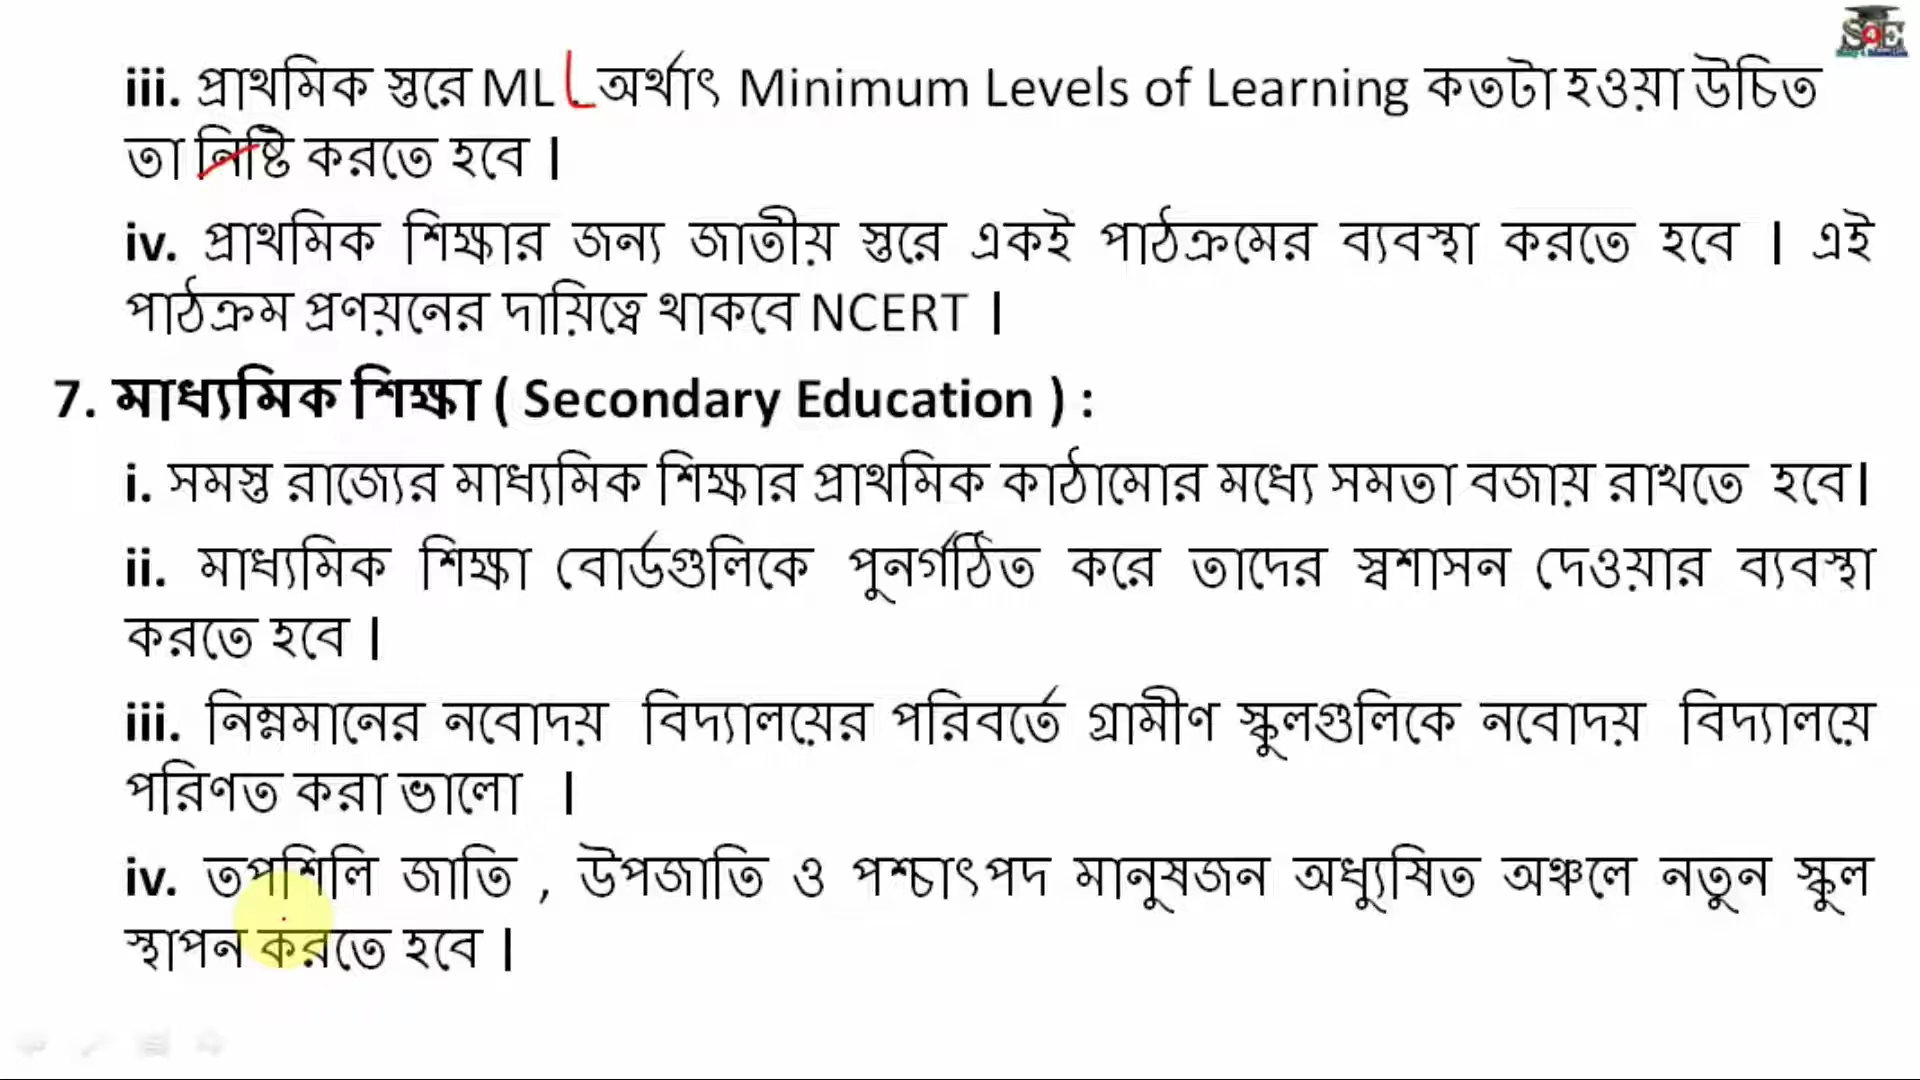 iii. প্রাথমিক স্তরে MLL অর্থাৎ Minimum Levels of Learning কতটা হওয়া উচিত
তা নিষ্টি করতে হবে ।
iv. প্রাথমিক শিক্ষার জন্য জাতীয় স্তরে একই পাঠক্রমের ব্যবস্থা করতে হবে । এই
পাঠক্রম প্রণয়নের দায়িত্বে থাকবে NCERT ।
7. মাধ্যমিক শিক্ষা ( Secondary Education ) :
i. সমস্ত রাজ্যের মাধ্যমিক শিক্ষার প্রাথমিক কাঠামোর মধ্যে সমতা বজায় রাখতে হবে।
ii. মাধ্যমিক শিক্ষা বোর্ডগুলিকে পুনর্গঠিত করে তাদের স্বশাসন দেওয়ার ব্যবস্থা
করতে হবে ।
iii. নিম্নমানের নবোদয় বিদ্যালয়ের পরিবর্তে গ্রামীণ স্কুলগুলিকে নবোদয় বিদ্যালয়ে
পরিণত করা ভালো ।
iv. তপশিলি জাতি , উপজাতি ও পশ্চাৎপদ মানুষজন অধ্যুষিত অঞ্চলে নতুন স্কুল
স্থাপন করতে হবে ।
S4E